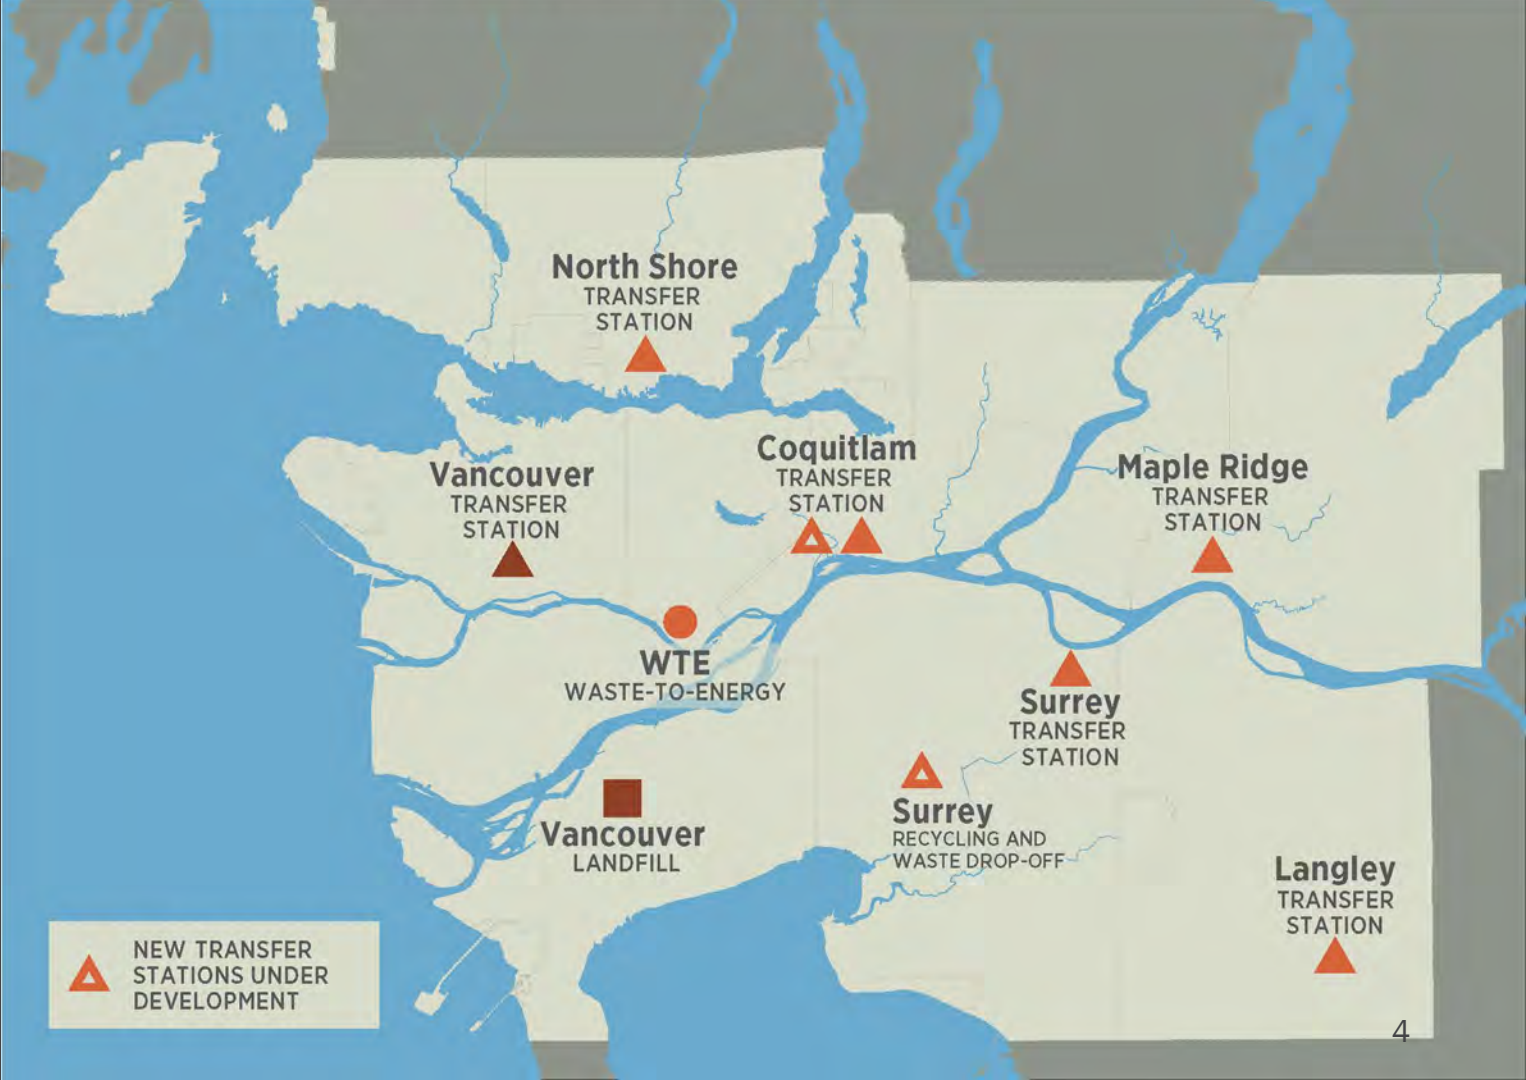 North Shore
TRANSFER
STATION
Coquitlam
TRANSFER
STATION
Vancouver
TRANSFER
STATION
Maple Ridge
TRANSFER
STATION
WTE
WASTE-TO-ENERGY
Surrey
TRANSFER
STATION
Surrey
RECYCLING AND
WASTE DROP-OFF
Vancouver
LANDFILL
Langley
TRANSFER
STATION
NEW TRANSFER
STATIONS UNDER
DEVELOPMENT
4